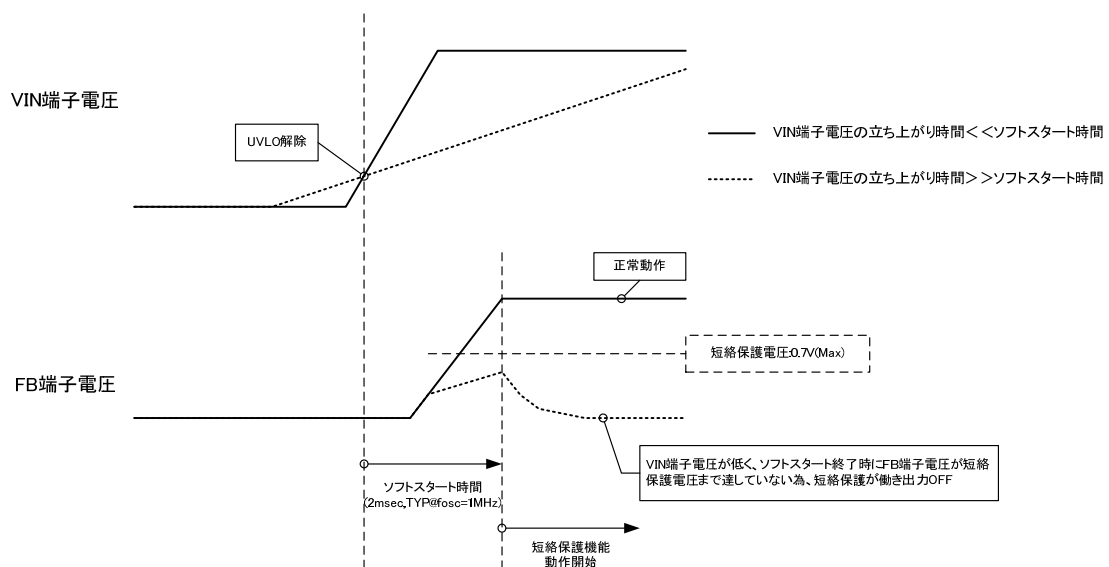 VIN端子電圧
UVLO解除
VIN端子電圧の立ち上がり時間<<ソフトスタート時間
VIN端子電圧の立ち上がり時間>>ソフトスタート時間
正常動作
短絡保護電圧:0.7V(Max)
FB端子電圧
VIN端子電圧が低く、ソフトスタート終了時にFB端子電圧が短絡
保護電圧まで達していない為、短絡保護が働き出力OFF
ソフトスタート時間
(2msec,TYP@fosc=1MHz)
短絡保護機能
動作開始